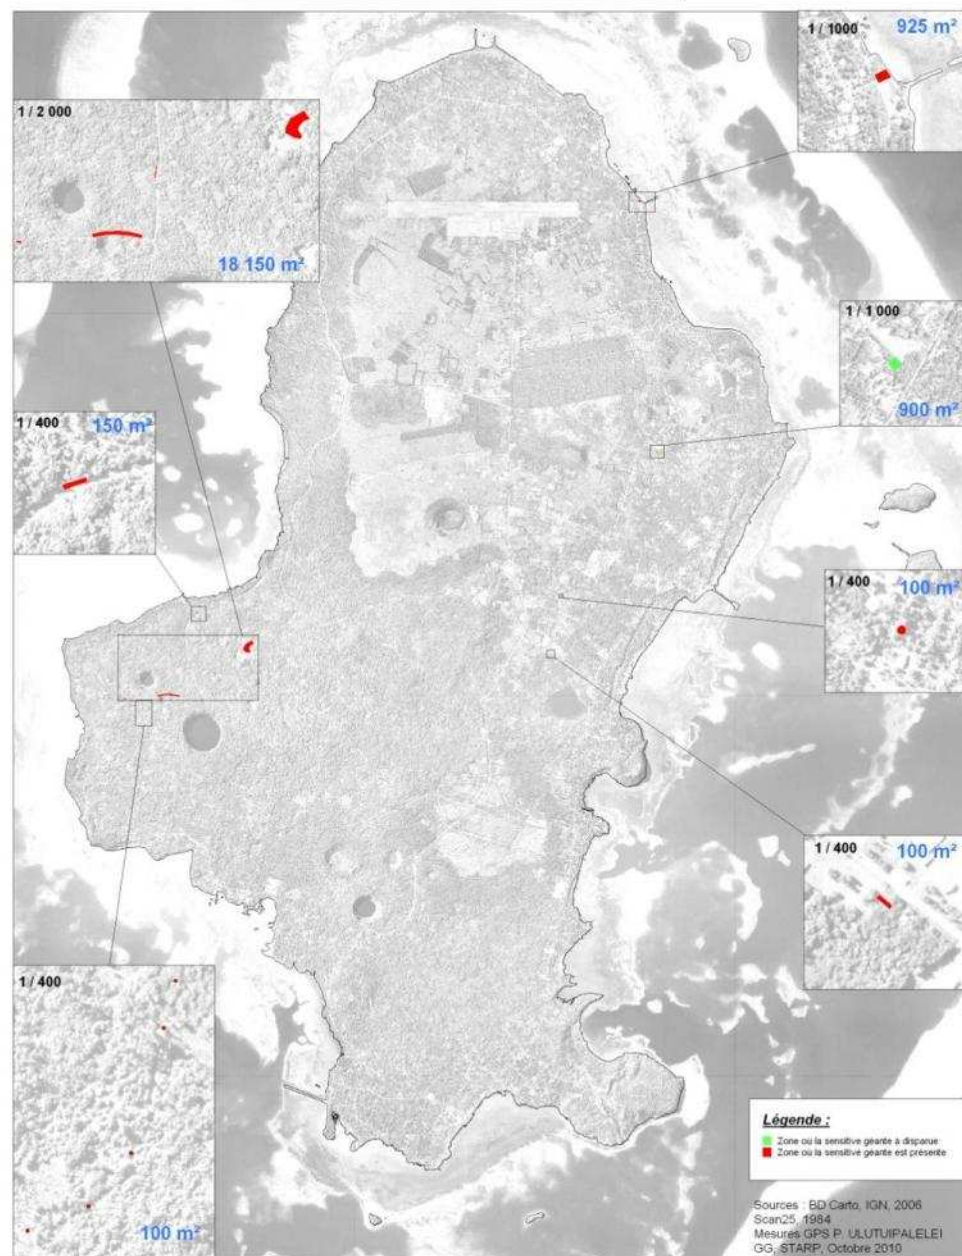 1 / 1000
925 m²
1 / 2 000
18 150 m²
1 / 1 000
900 m²
1 / 400
150 m²
1 / 400
100 m²
1 / 400
100 m²
1 / 400
100 m²
Légende :
Zone où la sensitive géante a disparue
Zone où la sensitive géante est présente
Sources : BD Carto, IGN, 2006
Scan25, 1984
Mesures GPS P. ULUTUIPALELEI
GG, STARP, Octobre 2010